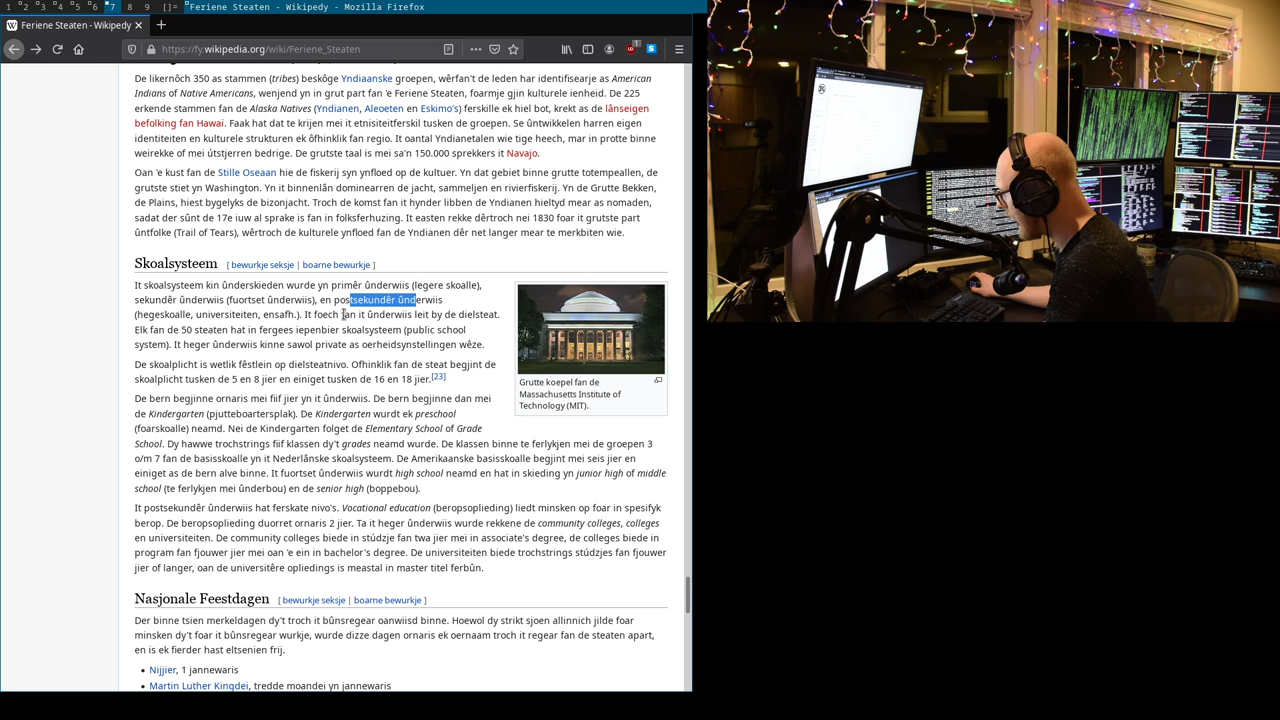 1 2 3 4 5 6 7 8 9 []= Feriene Steaten - Wikipedy - Mozilla Firefox
Feriene Steaten - Wikipedy
https://fy.wikipedia.org/wiki/Feriene_Steaten
De likernôch 350 as stammen (tribes) beskôge Yndiaanske groepen, wêrfan't de leden har identifisearje as American
Indians of Native Americans, wenjend yn in grut part fan 'e Feriene Steaten, foarmje gjin kulturele ienheid. De 225
erkende stammen fan de Alaska Natives (Yndianen, Aleoeten en Eskimo's) ferskille ek hiel bot, krekt as de lânseigen
befolking fan Hawaï. Faak hat dat te krijen mei it etnisiteitferskil tusken de groepen. Se ûntwikkelen harren eigen
identiteiten en kulturele strukturen ek ôfhinklik fan regio. It oantal Yndianetalen wie tige heech, mar in protte binne
weirekke of mei útstjerren bedrige. De grutste taal is mei sa'n 150.000 sprekkers it Navajo.
Oan 'e kust fan de Stille Oseaan hie de fiskerij syn ynfloed op de kultuer. Yn dat gebiet binne grutte totempeallen, de
grutste stiet yn Washington. Yn it binnenlân dominearren de jacht, sammeljen en rivierfiskerij. Yn de Grutte Bekken,
de Plains, hiest bygelyks de bizonjacht. Troch de komst fan it hynder libben de Yndianen hieltyd mear as nomaden,
sadat der sûnt de 17e iuw al sprake is fan in folksferhuzing. It easten rekke dêrtroch nei 1830 foar it grutste part
ûntfolke (Trail of Tears), wêrtroch de kulturele ynfloed fan de Yndianen dêr net langer mear te merkbiten wie.
Skoalsysteem [ bewurkje seksje | boarne bewurkje ]
It skoalsysteem kin ûnderskieden wurde yn primêr ûnderwiis (legere skoalle),
sekundêr ûnderwiis (fuortset ûnderwiis), en postsekundêr ûnderwiis
(hegeskoalle, universiteiten, ensafh.). It foech fan it ûnderwiis leit by de dielsteat.
Elk fan de 50 steaten hat in fergees iepenbier skoalsysteem (public school
system). It heger ûnderwiis kinne sawol private as oerheidsynstellingen wêze.
De skoalplicht is wetlik fêstlein op dielsteatnivo. Ofhinklik fan de steat begjint de
skoalplicht tusken de 5 en 8 jier en einiget tusken de 16 en 18 jier.[23]
Grutte koepel fan de
Massachusetts Institute of
Technology (MIT).
De bern begjinne ornaris mei fiif jier yn it ûnderwiis. De bern begjinne dan mei
de Kindergarten (pjutteboartersplak). De Kindergarten wurdt ek preschool
(foarskoalle) neamd. Nei de Kindergarten folget de Elementary School of Grade
School. Dy hawwe trochstrings fiif klassen dy't grades neamd wurde. De klassen binne te ferlykjen mei de groepen 3
o/m 7 fan de basisskoalle yn it Nederlânske skoalsysteem. De Amerikaanske basisskoalle begjint mei seis jier en
einiget as de bern alve binne. It fuortset ûnderwiis wurdt high school neamd en hat in skieding yn junior high of middle
school (te ferlykjen mei ûnderbou) en de senior high (boppebou).
It postsekundêr ûnderwiis hat ferskate nivo's. Vocational education (beropsoplieding) liedt minsken op foar in spesifyk
berop. De beropsoplieding duorret ornaris 2 jier. Ta it heger ûnderwiis wurde rekkene de community colleges, colleges
en universiteiten. De community colleges biede in stúdzje fan twa jier mei in associate's degree, de colleges biede in
program fan fjouwer jier mei oan 'e ein in bachelor's degree. De universiteiten biede trochstrings stúdzjes fan fjouwer
jier of langer, oan de universitêre opliedings is meastal in master titel ferbûn.
Nasjonale Feestdagen [ bewurkje seksje | boarne bewurkje ]
Der binne tsien merkeldagen dy't troch it bûnsregear oanwiisd binne. Hoewol dy strikt sjoen allinnich jilde foar
minsken dy't foar it bûnsregear wurkje, wurde dizze dagen ornaris ek oernaam troch it regear fan de steaten apart,
en is ek fierder hast eltsenien frij.
• Nijjier, 1 jannewaris
• Martin Luther Kingdei, tredde moandei yn jannewaris